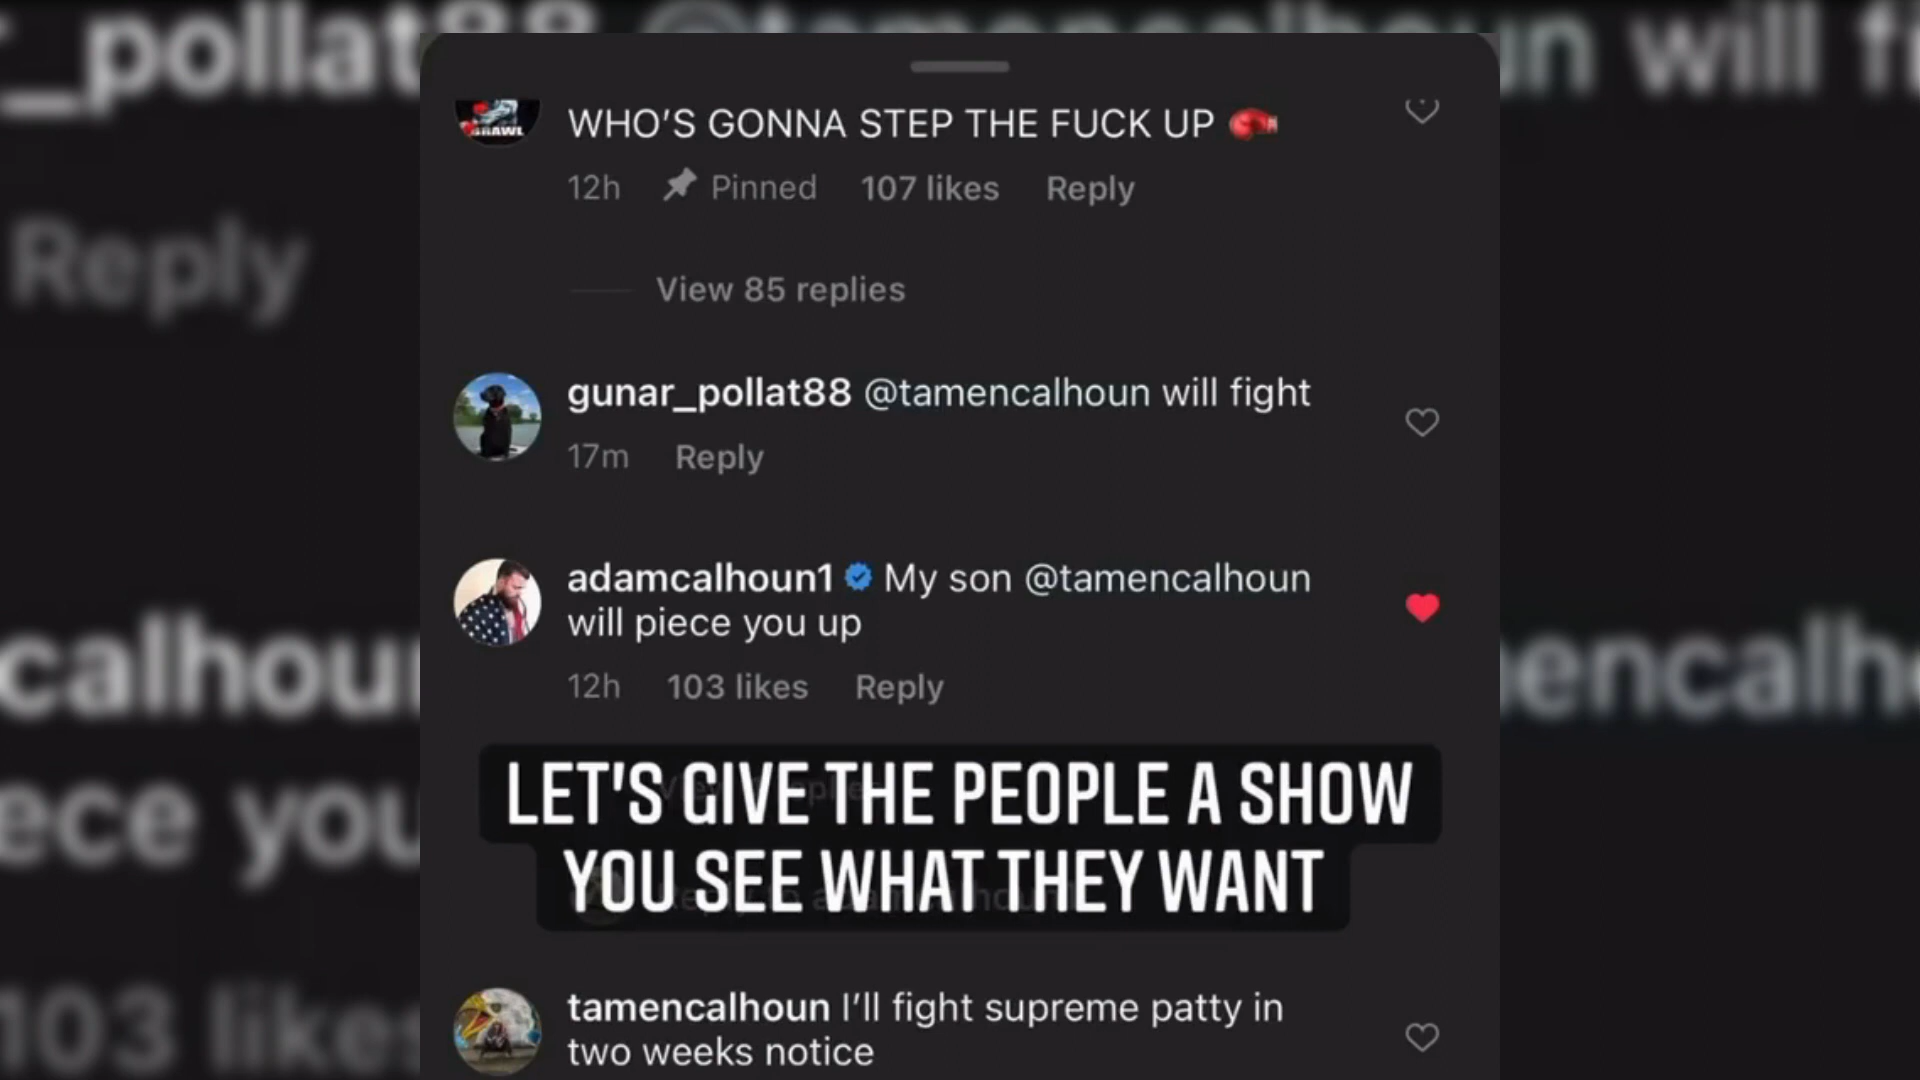 WHO'S GONNA STEP THE FUCK UP 🥊
12h Pinned 107 likes Reply
View 85 replies
gunar_pollat88 @tamencalhoun will fight
17m Reply
adamcalhoun1 My son @tamencalhoun
will piece you up
12h 103 likes Reply
LET'S GIVE THE PEOPLE A SHOW
YOU SEE WHAT THEY WANT
tamencalhoun I'll fight supreme patty in
two weeks notice